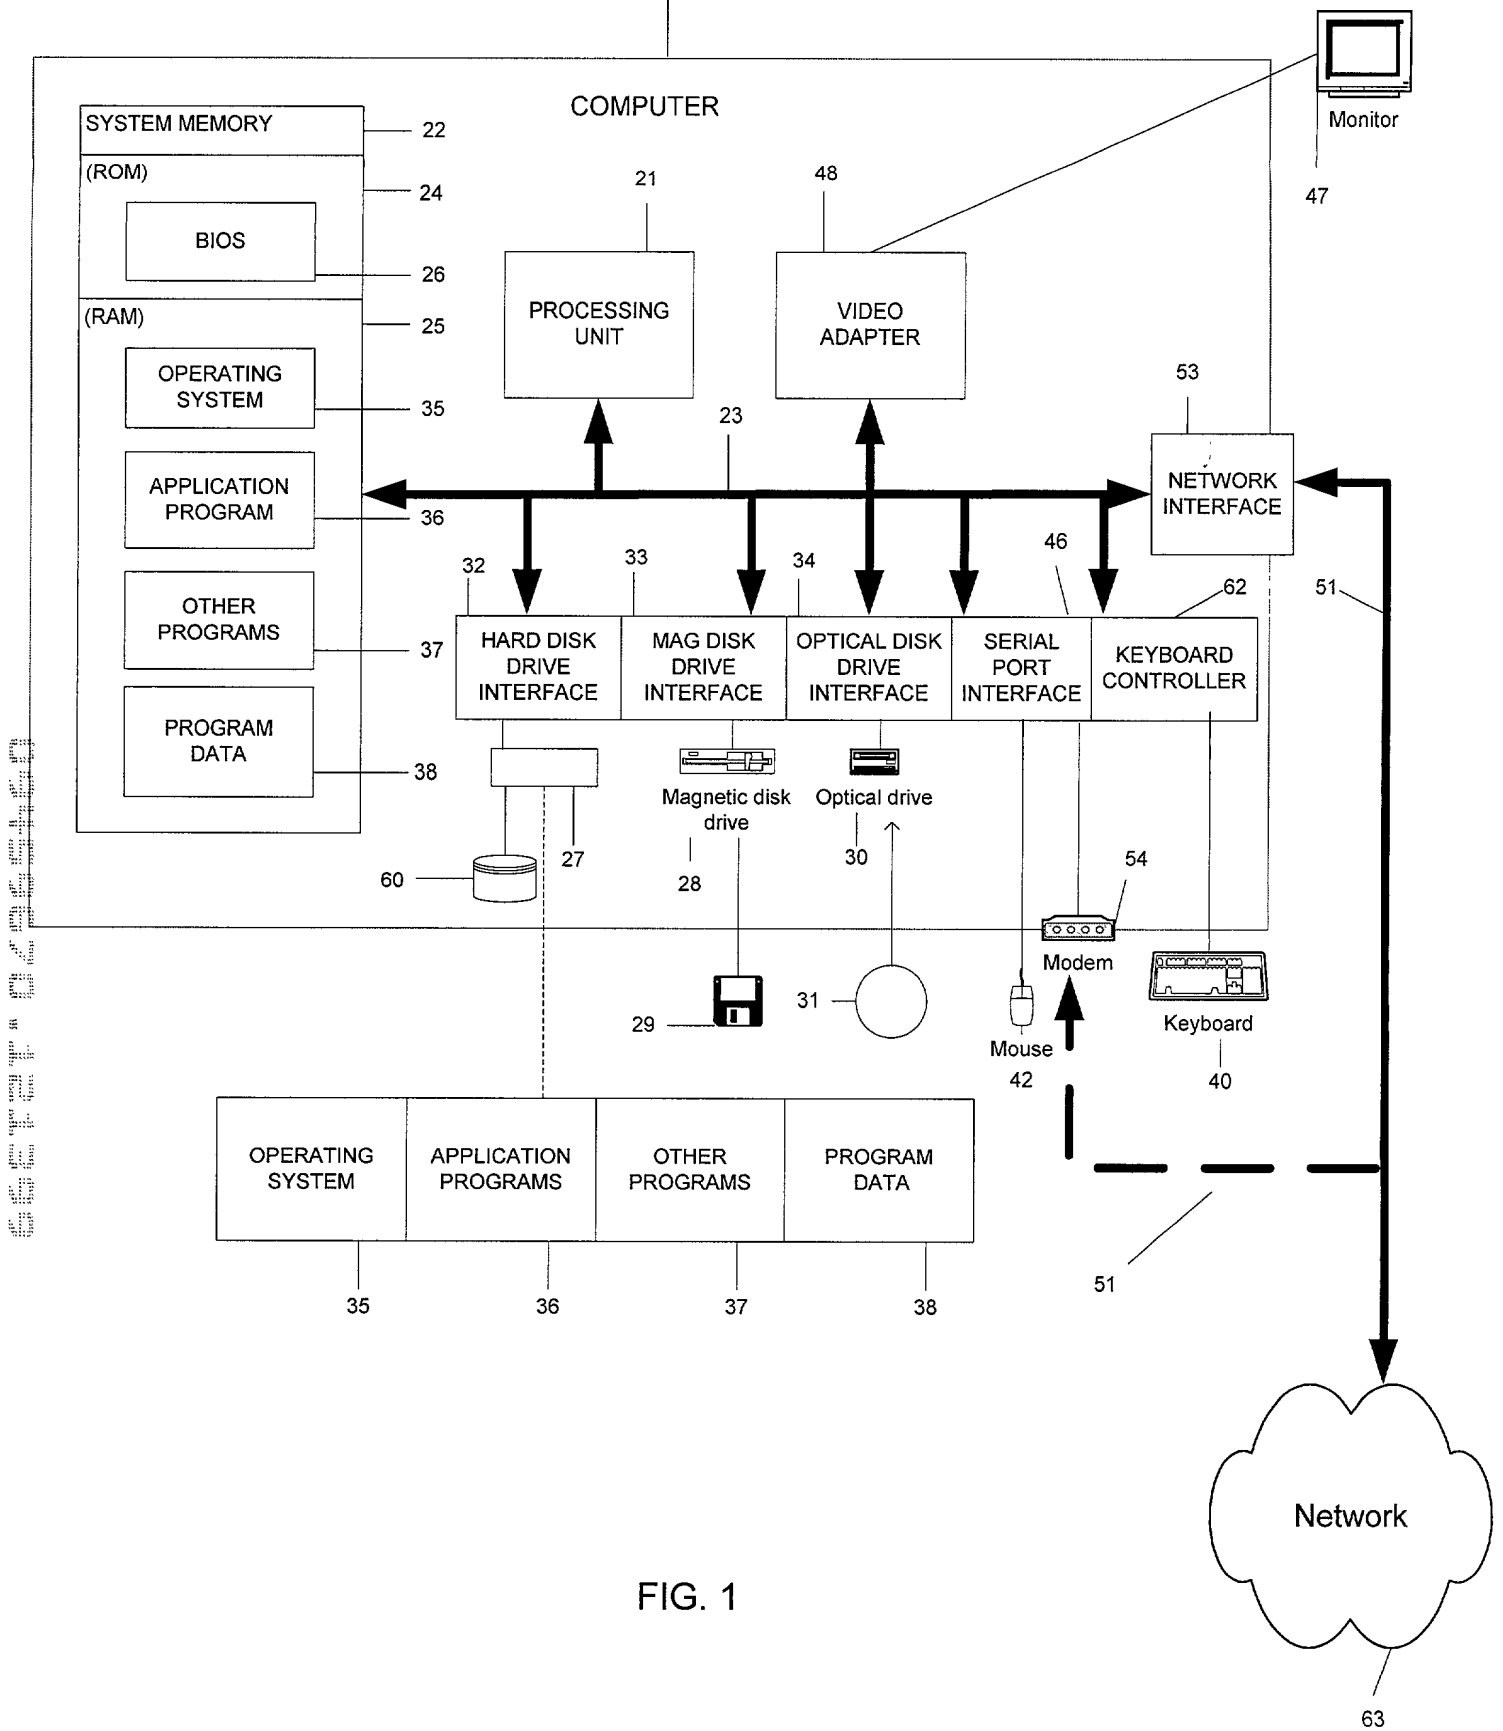 COMPUTER
Monitor
47
SYSTEM MEMORY
22
(ROM)
24
BIOS
26
(RAM)
25
OPERATING
SYSTEM
35
APPLICATION
PROGRAM
36
OTHER
PROGRAMS
37
PROGRAM
DATA
38
21
PROCESSING
UNIT
48
VIDEO
ADAPTER
23
53
NETWORK
INTERFACE
51
32
HARD DISK
DRIVE
INTERFACE
33
MAG DISK
DRIVE
INTERFACE
34
OPTICAL DISK
DRIVE
INTERFACE
46
SERIAL
PORT
INTERFACE
62
KEYBOARD
CONTROLLER
27
60
Magnetic disk
drive
28
Optical drive
30
54
Modem
29
31
Mouse
42
Keyboard
40
OPERATING
SYSTEM
APPLICATION
PROGRAMS
OTHER
PROGRAMS
PROGRAM
DATA
35
36
37
38
51
Network
63
FIG. 1